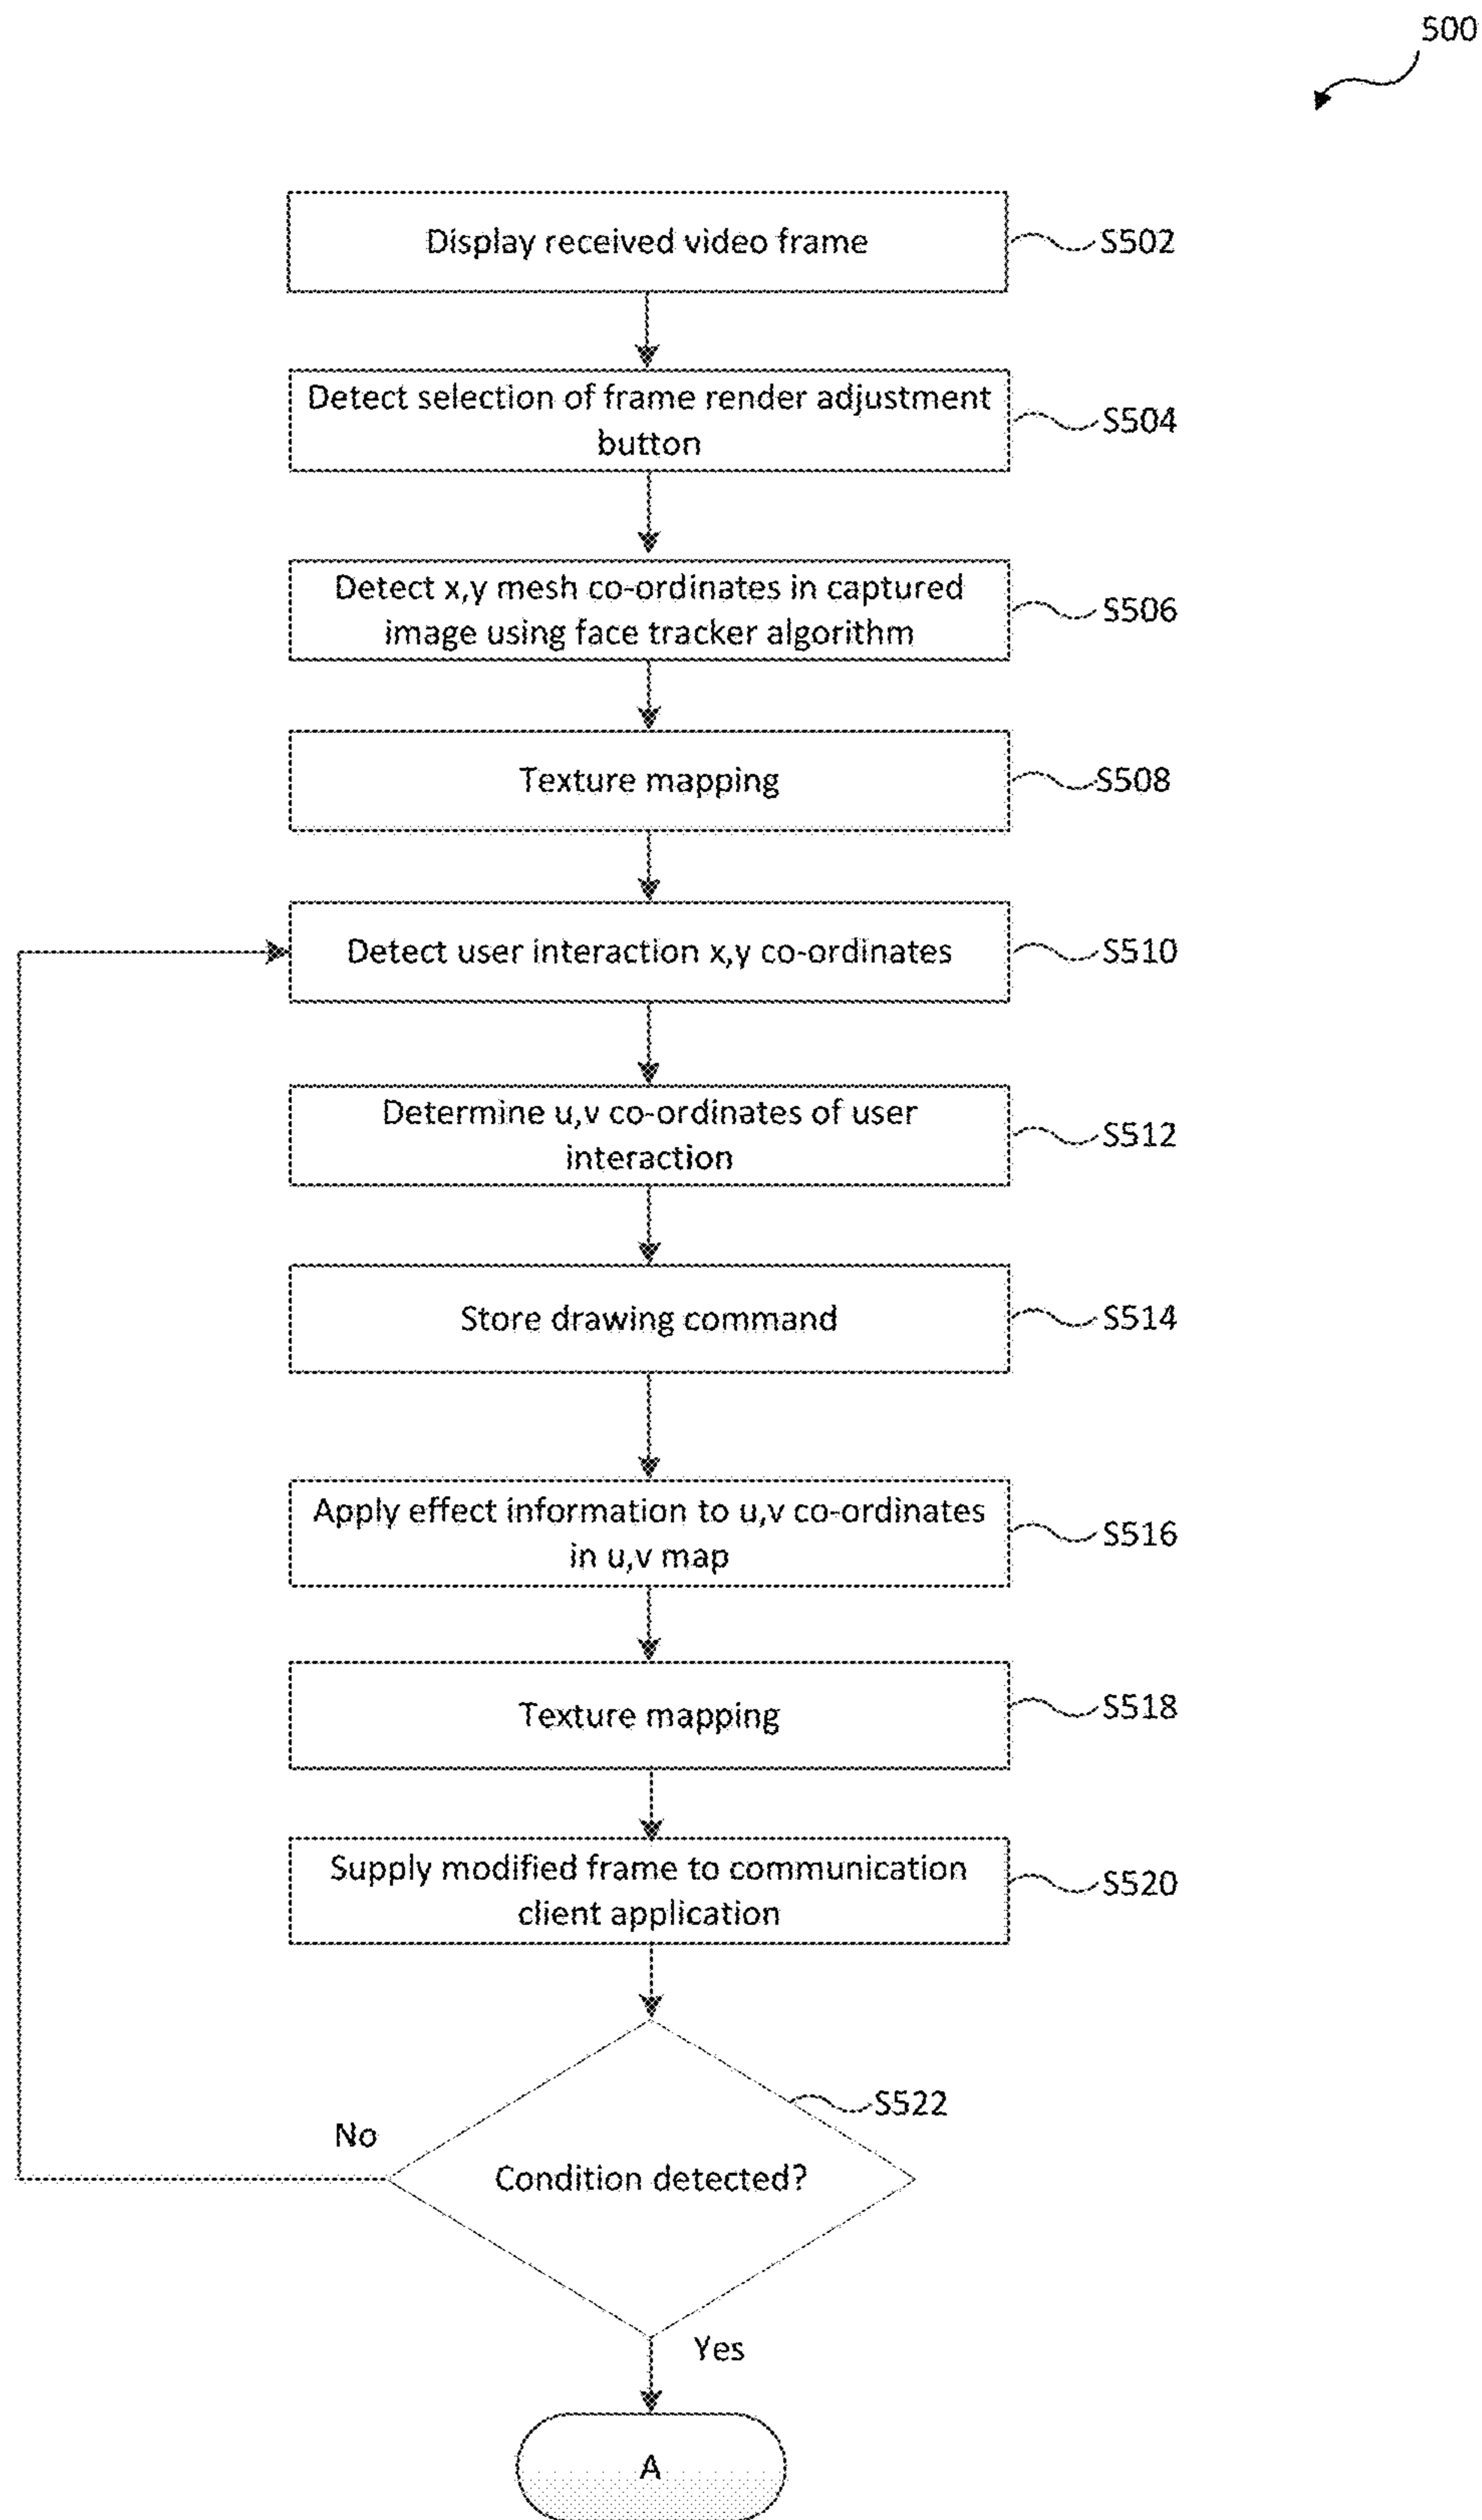 500
Display received video frame
S502
Detect selection of frame render adjustment
button
S504
Detect x,y mesh co-ordinates in captured
image using face tracker algorithm
S506
Texture mapping
S508
Detect user interaction x,y co-ordinates
S510
Determine u,v co-ordinates of user
interaction
S512
Store drawing command
S514
Apply effect information to u,v co-ordinates
in u,v map
S516
Texture mapping
S518
Supply modified frame to communication
client application
S520
S522
No
Condition detected?
Yes
A